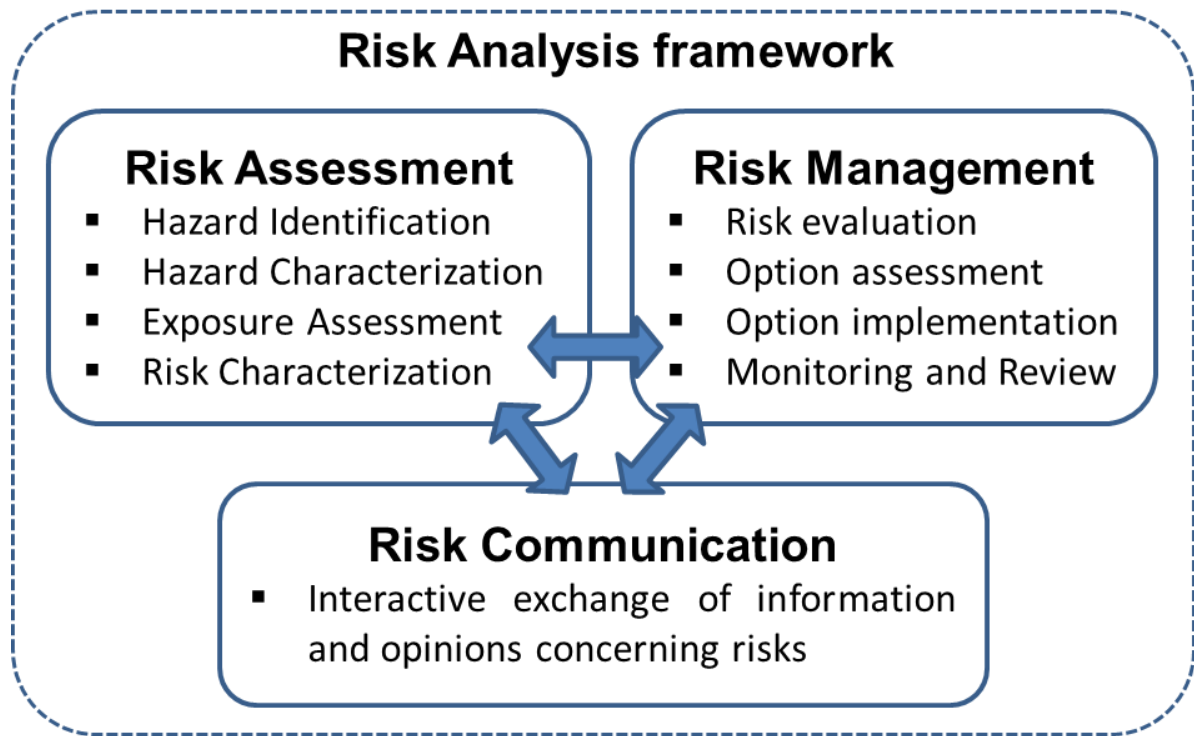 Risk Analysis framework
Risk Assessment
▪ Hazard Identification
▪ Hazard Characterization
▪ Exposure Assessment
▪ Risk Characterization
Risk Management
▪ Risk evaluation
▪ Option assessment
▪ Option implementation
▪ Monitoring and Review
Risk Communication
▪ Interactive exchange of information
and opinions concerning risks